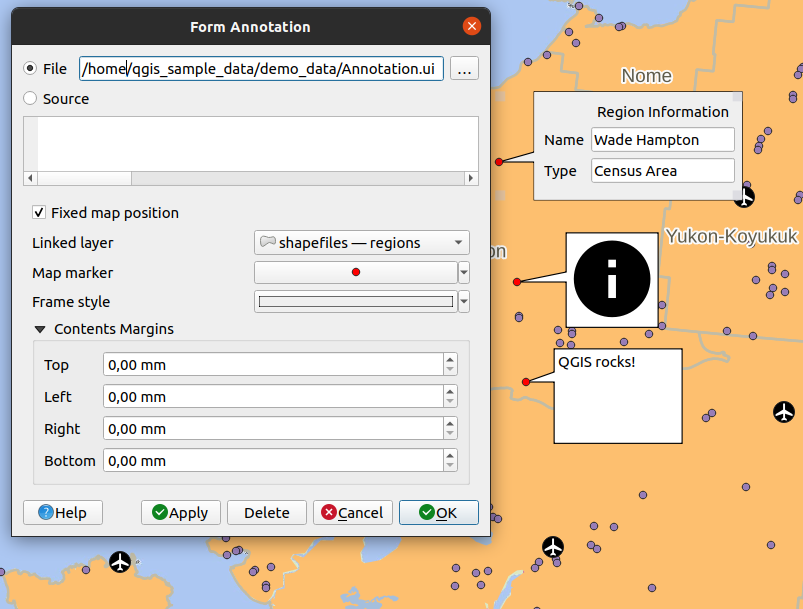 Form Annotation
File
/home/qgis_sample_data/demo_data/Annotation.ui
...
Source
Fixed map position
Linked layer
shapefiles — regions
Map marker
Frame style
Contents Margins
Top
0,00 mm
Left
0,00 mm
Right
0,00 mm
Bottom
0,00 mm
Help
Apply
Delete
Cancel
OK
Nome
Region Information
Name
Wade Hampton
Type
Census Area
Yukon-Koyukuk
on
i
QGIS rocks!